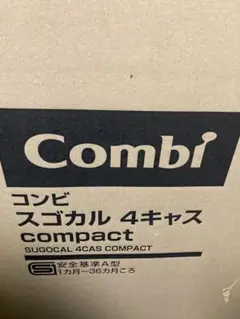 Combi
コンビ
スゴカル 4キャス
compact
SUGOCAL 4CAS COMPACT
S 安全基準A型
1カ月〜36カ月ころ